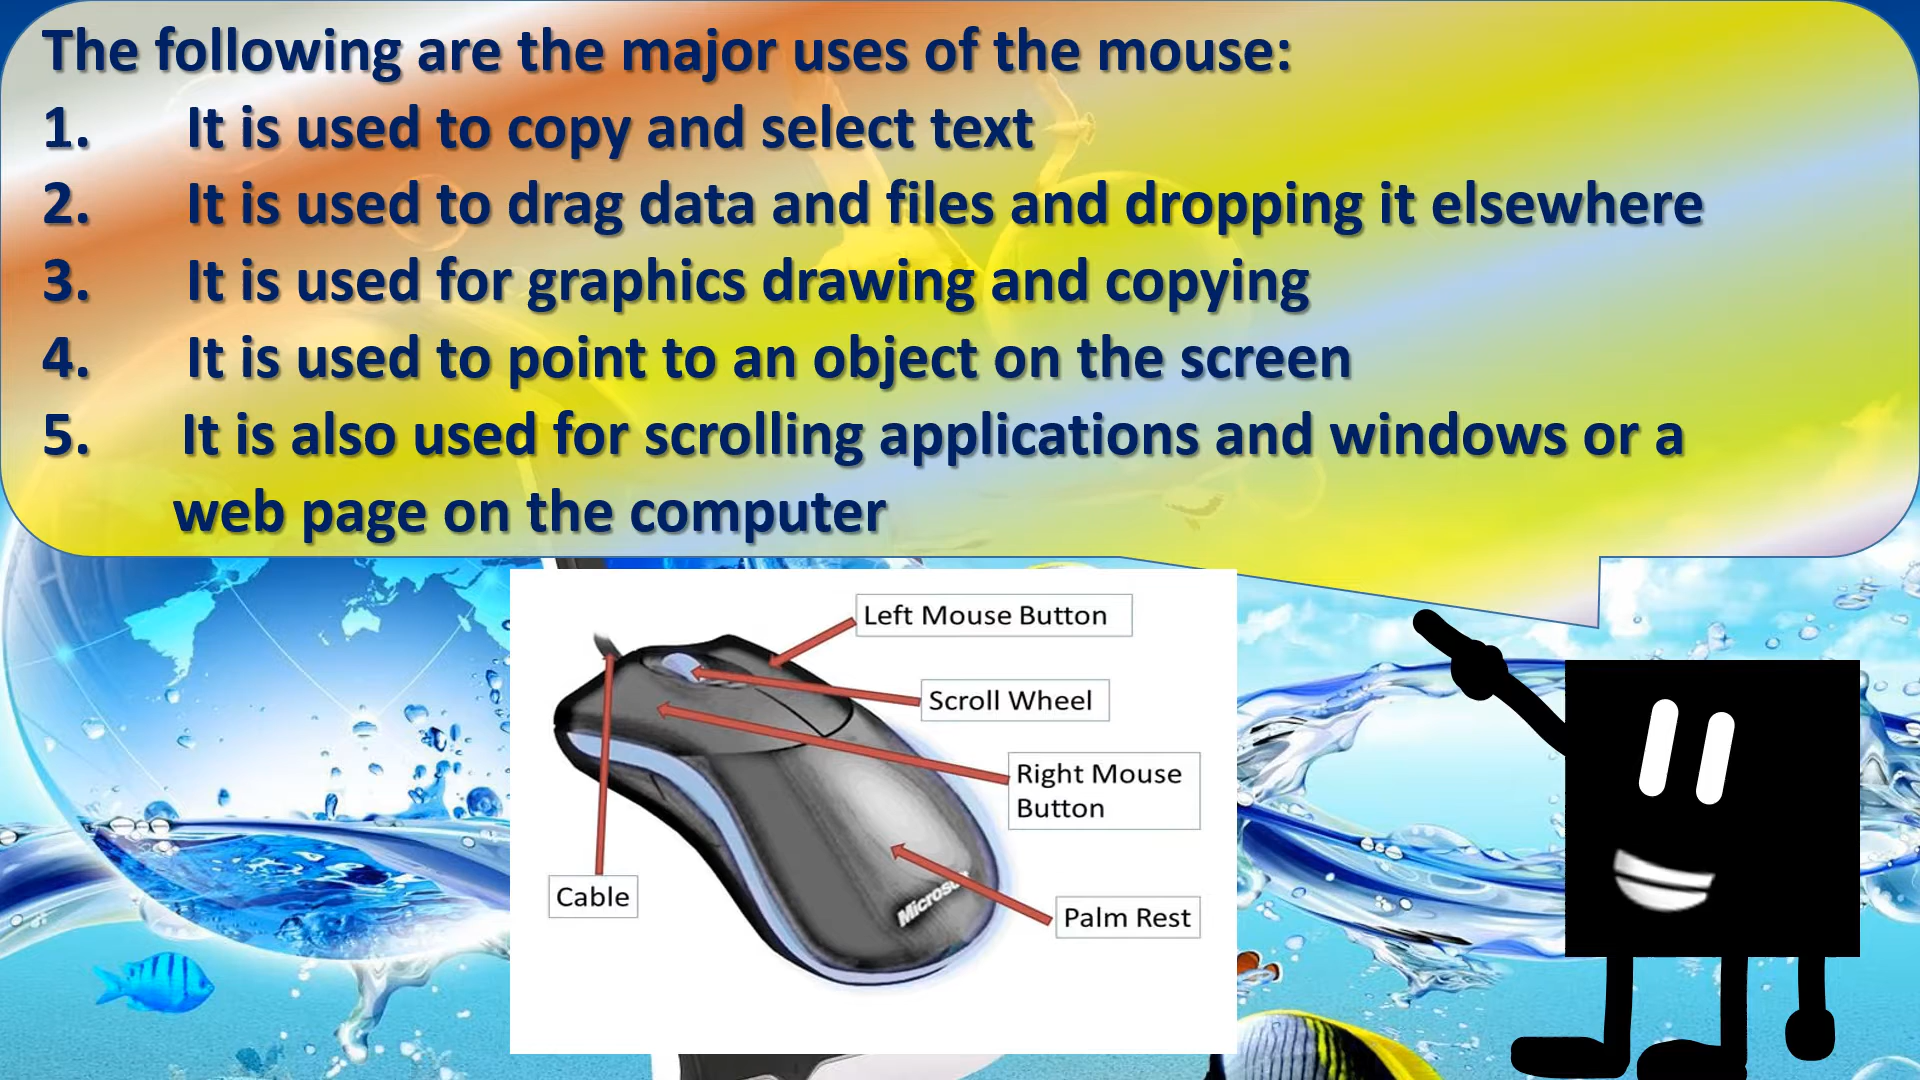 The following are the major uses of the mouse:
1. It is used to copy and select text
2. It is used to drag data and files and dropping it elsewhere
3. It is used for graphics drawing and copying
4. It is used to point to an object on the screen
5. It is also used for scrolling applications and windows or a
web page on the computer
Left Mouse Button
Scroll Wheel
Right Mouse
Button
Cable
Palm Rest